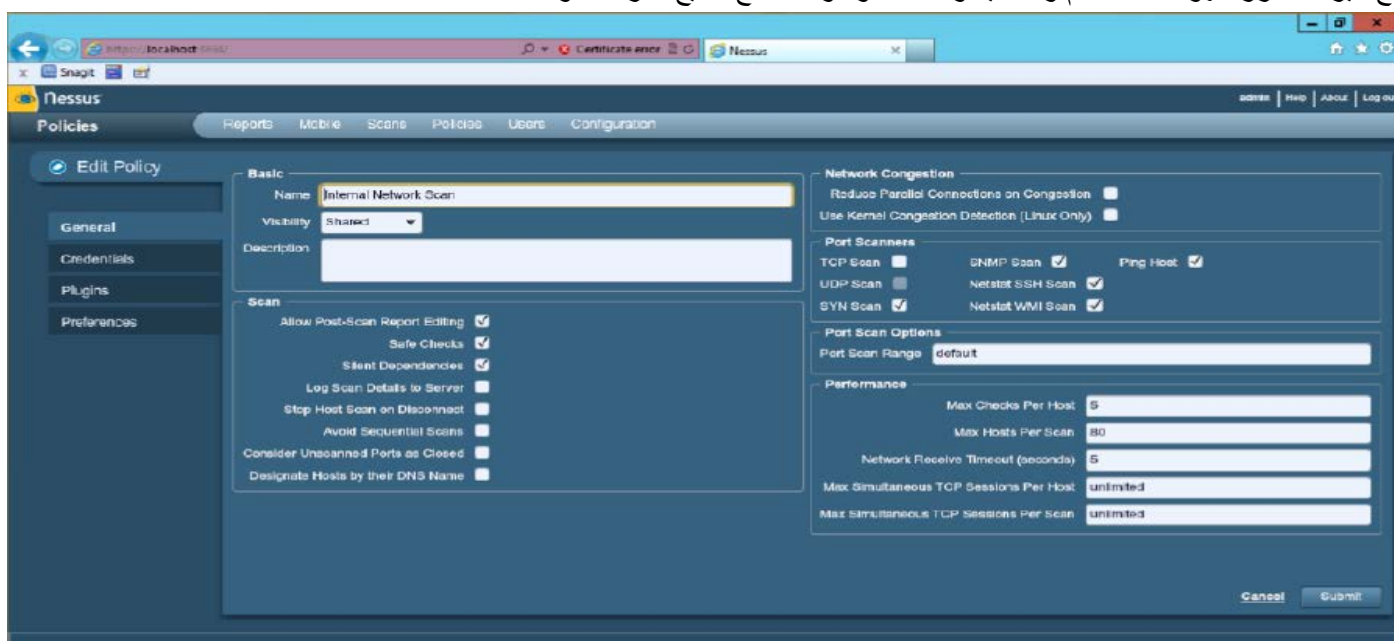 https://localhost
Certificate error
Nessus
Snagit
Nessus
admin | Help | About | Log ou
Policies
Reports Mobile Scans Policies Users Configuration
Edit Policy
General
Credentials
Plugins
Preferences
Basic
Name Internal Network Scan
Visibility Shared
Description
Scan
Allow Post-Scan Report Editing
Safe Checks
Silent Dependencies
Log Scan Details to Server
Stop Host Scan on Disconnect
Avoid Sequential Scans
Consider Unscanned Ports as Closed
Designate Hosts by their DNS Name
Network Congestion
Reduce Parallel Connections on Congestion
Use Kernel Congestion Detection (Linux Only)
Port Scanners
TCP Scan SNMP Scan Ping Host
UDP Scan Netstat SSH Scan
SYN Scan Netstat WMI Scan
Port Scan Options
Port Scan Range default
Performance
Max Checks Per Host 5
Max Hosts Per Scan 80
Network Receive Timeout (seconds) 5
Max Simultaneous TCP Sessions Per Host unlimited
Max Simultaneous TCP Sessions Per Scan unlimited
Cancel Submit